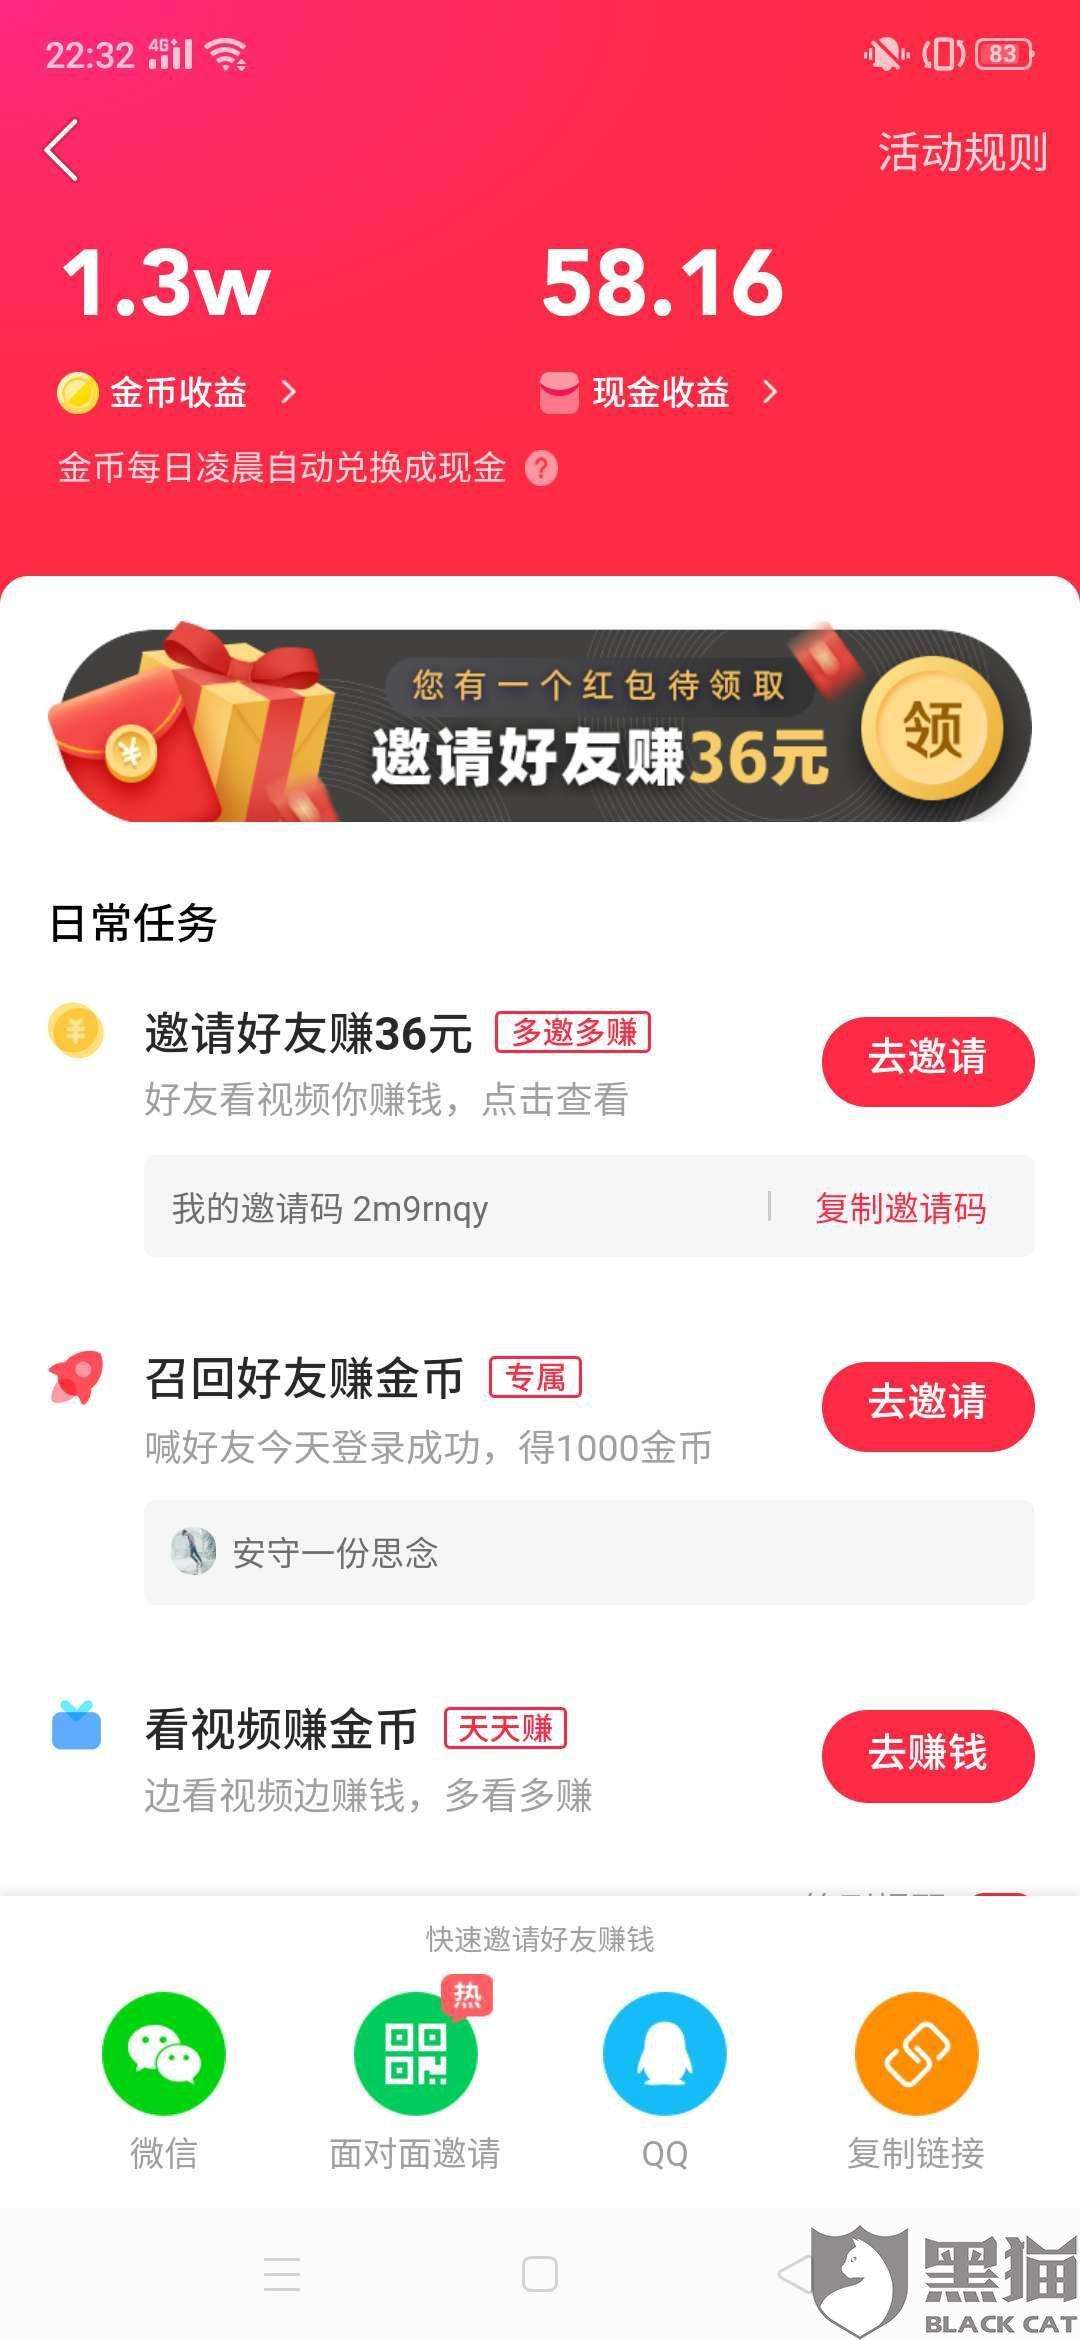 22:32 4G+ 83
活动规则
1.3w 58.16
金币收益 现金收益
金币每日凌晨自动兑换成现金 ?
您有一个红包待领取
邀请好友赚36元
领
日常任务
邀请好友赚36元 多邀多赚
去邀请
好友看视频你赚钱，点击查看
我的邀请码 2m9rnqy 复制邀请码
召回好友赚金币 专属
去邀请
喊好友今天登录成功，得1000金币
安守一份思念
看视频赚金币 天天赚
去赚钱
边看视频边赚钱，多看多赚
快速邀请好友赚钱
热
微信 面对面邀请 QQ 复制链接
黑猫
BLACK CAT